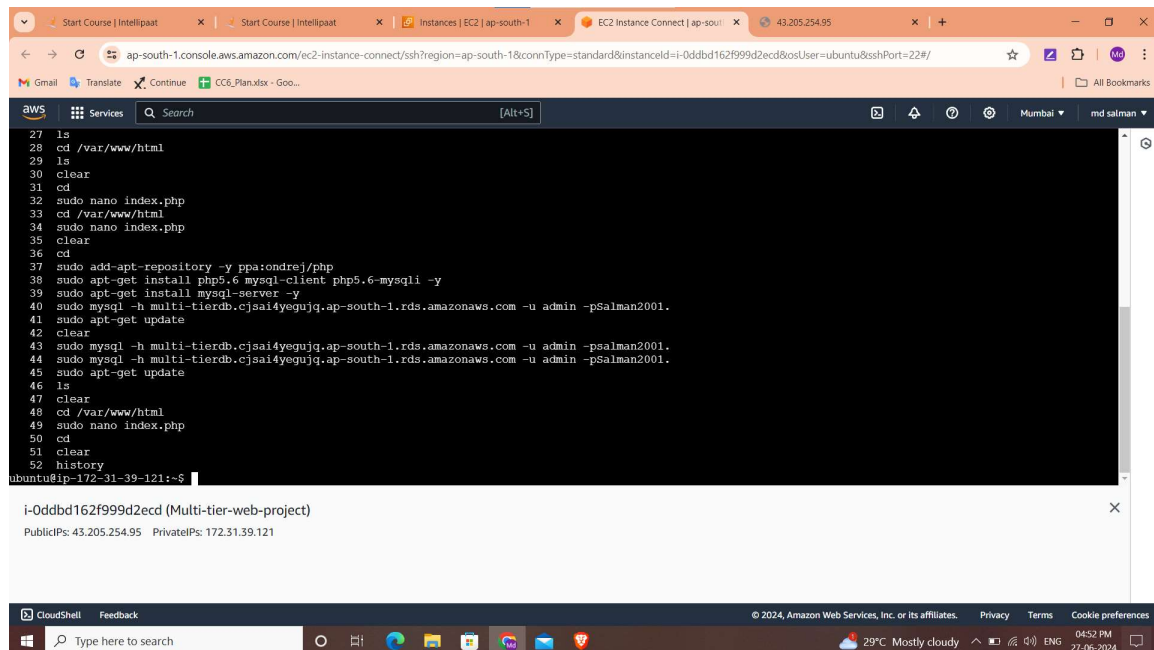 Start Course | Intellipaat
Start Course | Intellipaat
Instances | EC2 | ap-south-1
EC2 Instance Connect | ap-sout
43.205.254.95
ap-south-1.console.aws.amazon.com/ec2-instance-connect/ssh?region=ap-south-1&connType=standard&instanceId=i-0ddbd162f999d2ecd&osUser=ubuntu&sshPort=22#/
Md
Gmail Translate Continue CC6_Plan.xlsx - Goo... All Bookmarks
aws Services Search [Alt+S] Mumbai md salman
27 ls
28 cd /var/www/html
29 ls
30 clear
31 cd
32 sudo nano index.php
33 cd /var/www/html
34 sudo nano index.php
35 clear
36 cd
37 sudo add-apt-repository -y ppa:ondrej/php
38 sudo apt-get install php5.6 mysql-client php5.6-mysqli -y
39 sudo apt-get install mysql-server -y
40 sudo mysql -h multi-tierdb.cjsai4yegujq.ap-south-1.rds.amazonaws.com -u admin -pSalman2001.
41 sudo apt-get update
42 clear
43 sudo mysql -h multi-tierdb.cjsai4yegujq.ap-south-1.rds.amazonaws.com -u admin -pSalman2001.
44 sudo mysql -h multi-tierdb.cjsai4yegujq.ap-south-1.rds.amazonaws.com -u admin -pSalman2001.
45 sudo apt-get update
46 ls
47 clear
48 cd /var/www/html
49 sudo nano index.php
50 cd
51 clear
52 history
ubuntu@ip-172-31-39-121:~$
i-0ddbd162f999d2ecd (Multi-tier-web-project)
PublicIPs: 43.205.254.95 PrivateIPs: 172.31.39.121
CloudShell Feedback © 2024, Amazon Web Services, Inc. or its affiliates. Privacy Terms Cookie preferences
Type here to search 29°C Mostly cloudy ENG 04:52 PM
27-06-2024